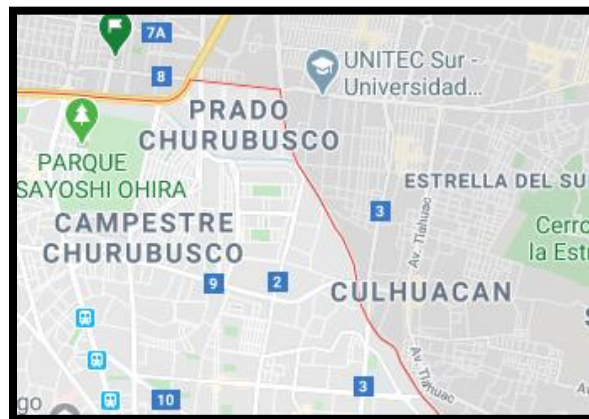 7A
8
UNITEC Sur -
Universidad...
PRADO
CHURUBUSCO
PARQUE
SAYOSHI OHIRA
ESTRELLA DEL SU
3
CAMPESTRE
CHURUBUSCO
Av. Tlahuac
Cerro
la Estr
9
2
CULHUACAN
S
Av. Tlahuac
10
3
Av
go